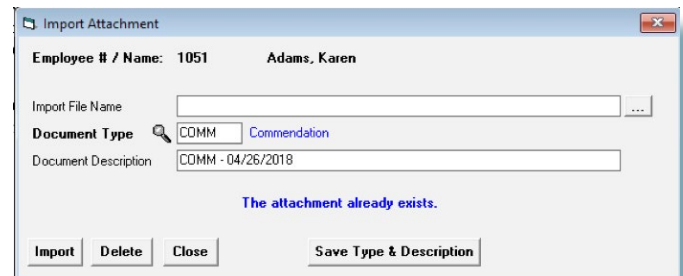 Import Attachment
Employee # / Name: 1051 Adams, Karen
Import File Name ...
Document Type COMM Commendation
Document Description COMM - 04/26/2018
The attachment already exists.
Import Delete Close Save Type & Description